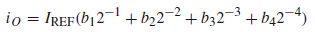 i_O = I_REF(b_1 2^{−1} + b_2 2^{−2} + b_3 2^{−3} + b_4 2^{−4})